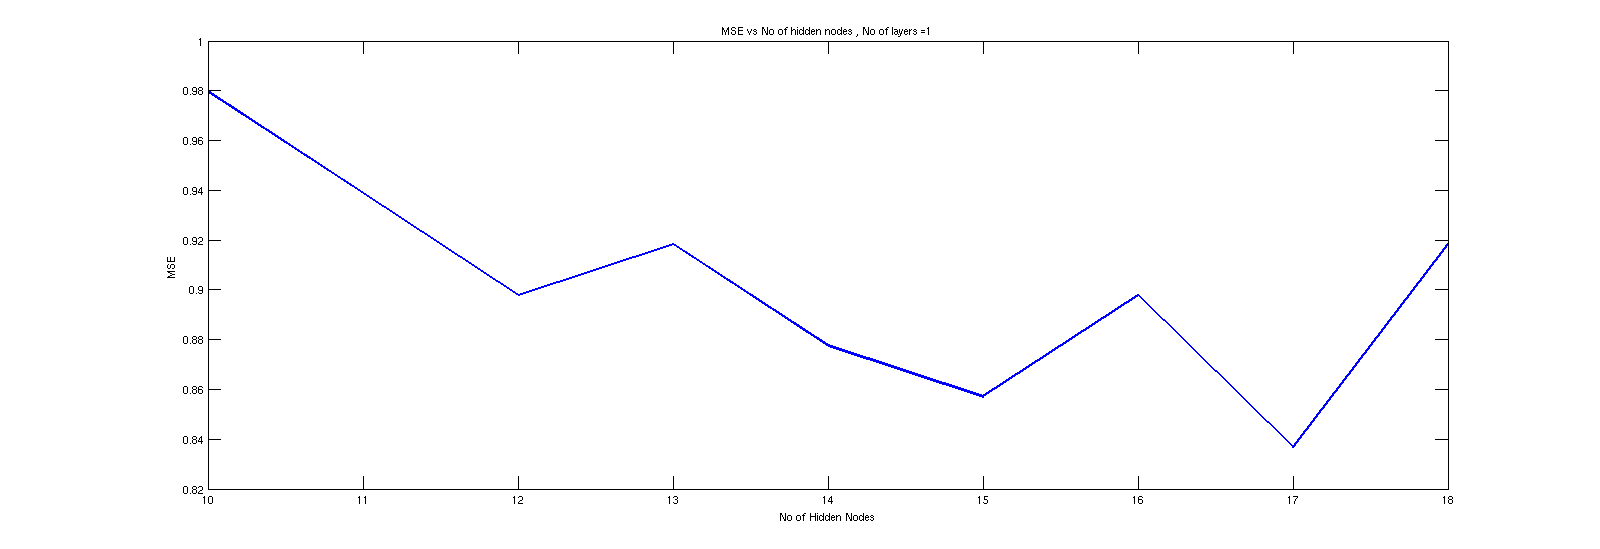 MSE vs No of hidden nodes , No of layers =1
1
0.98
0.96
0.94
0.92
0.9
0.88
0.86
0.84
0.82
MSE
10 11 12 13 14 15 16 17 18
No of Hidden Nodes